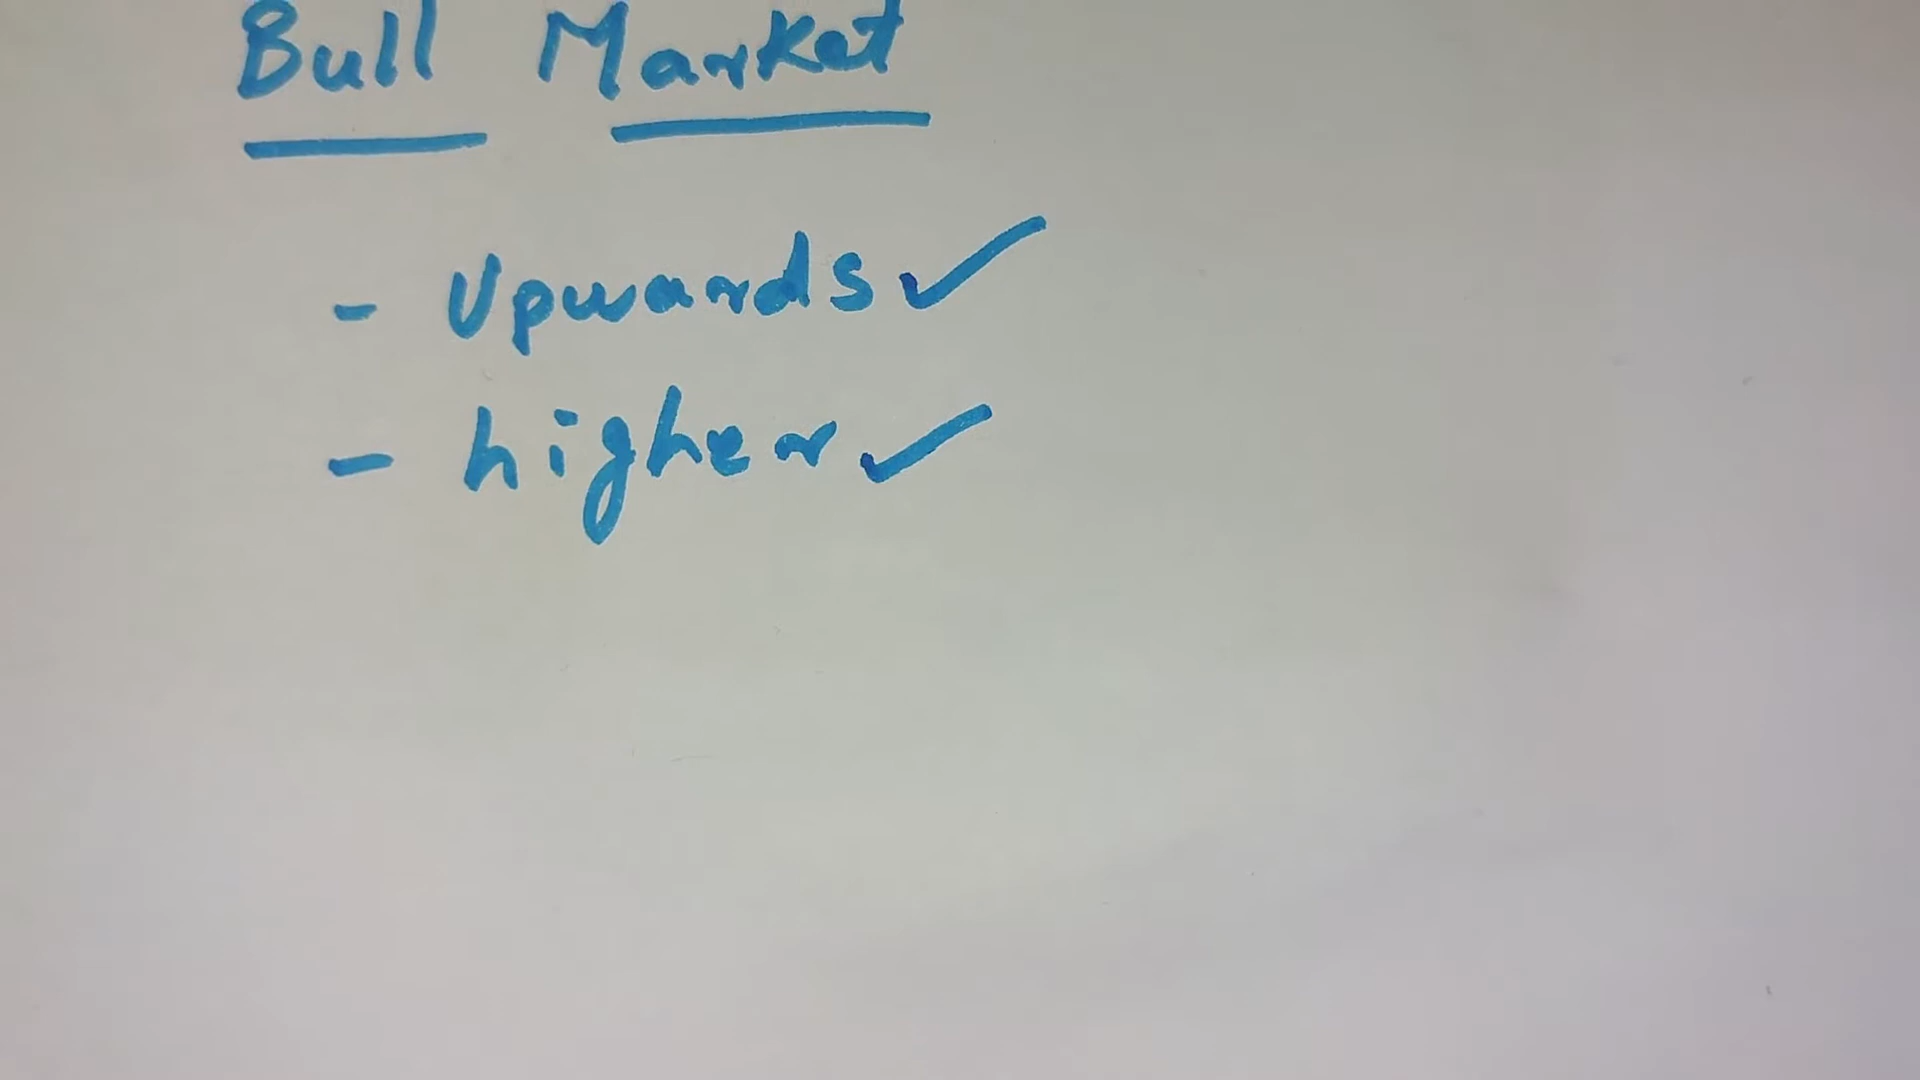 Bull Market
- Upwards ✓
- higher ✓